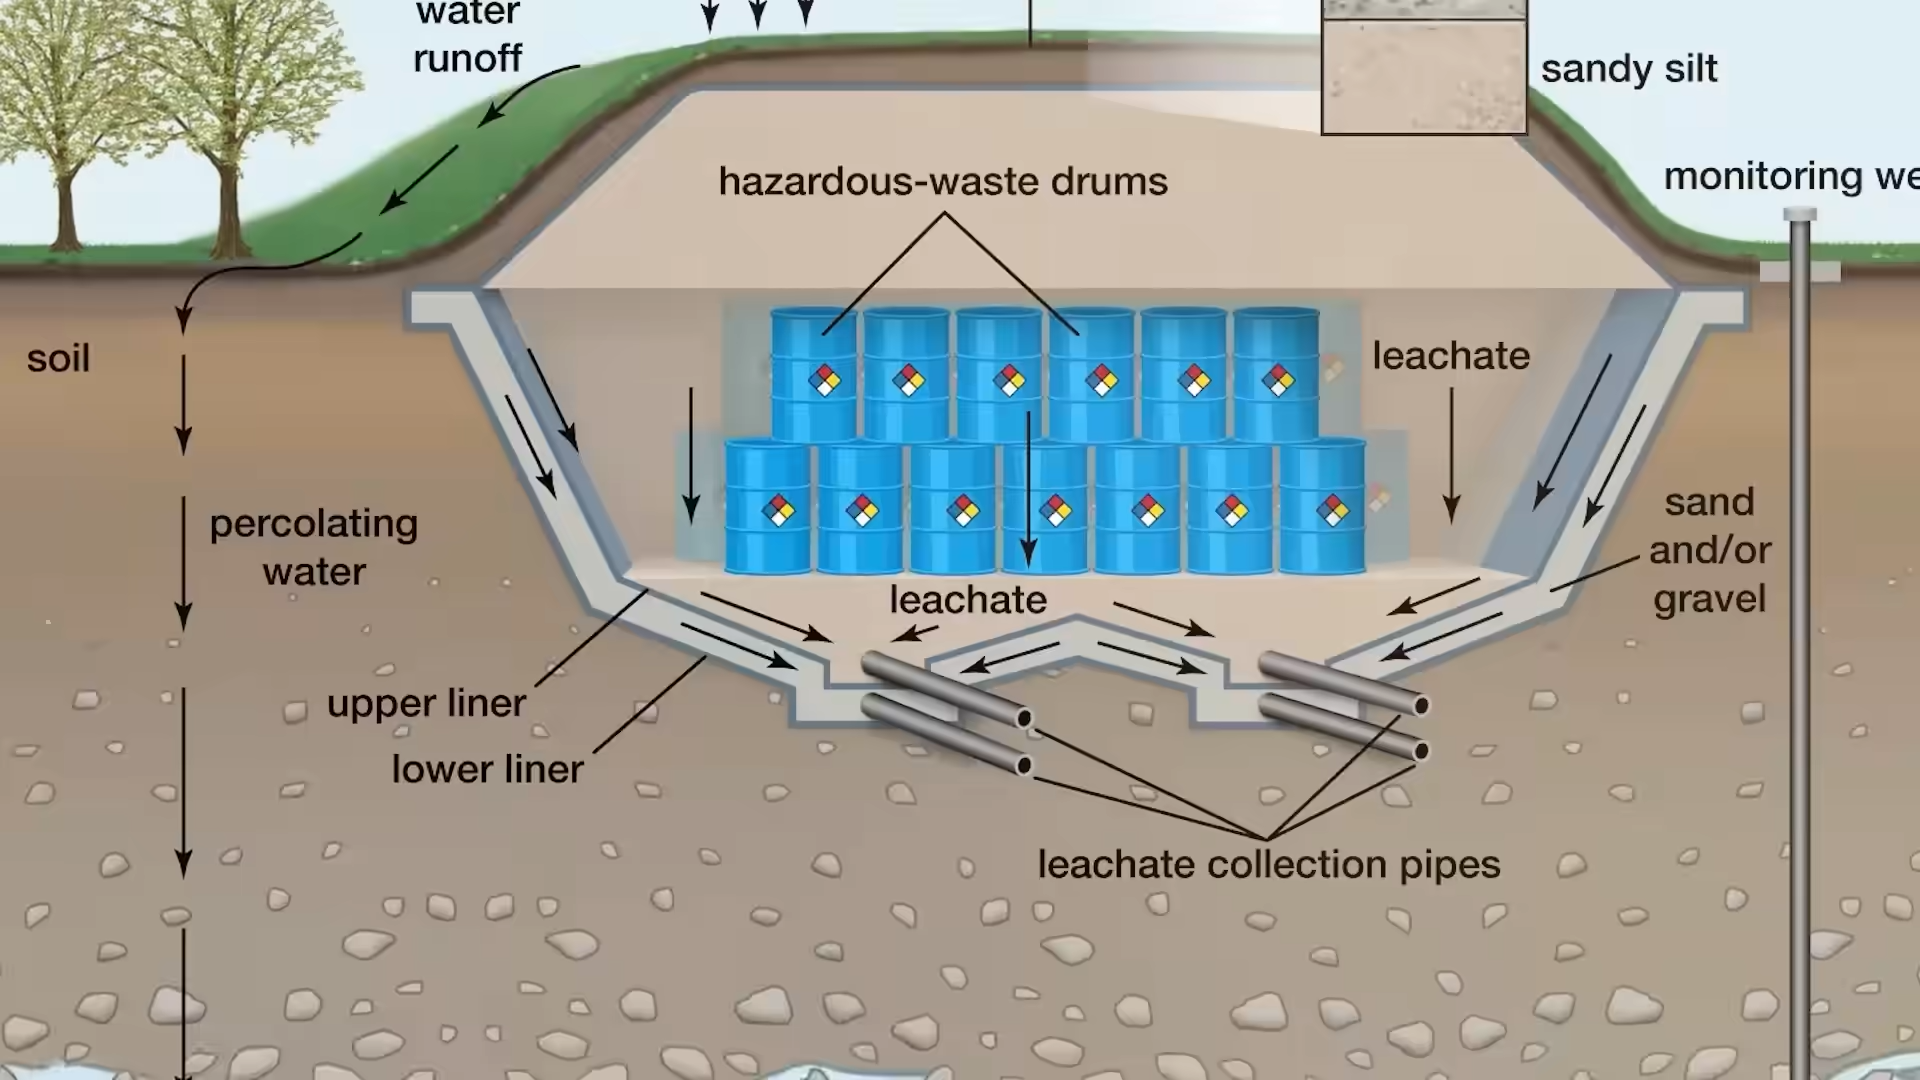 water
runoff
sandy silt
hazardous-waste drums
monitoring we
soil
leachate
percolating
water
sand
and/or
gravel
leachate
upper liner
lower liner
leachate collection pipes